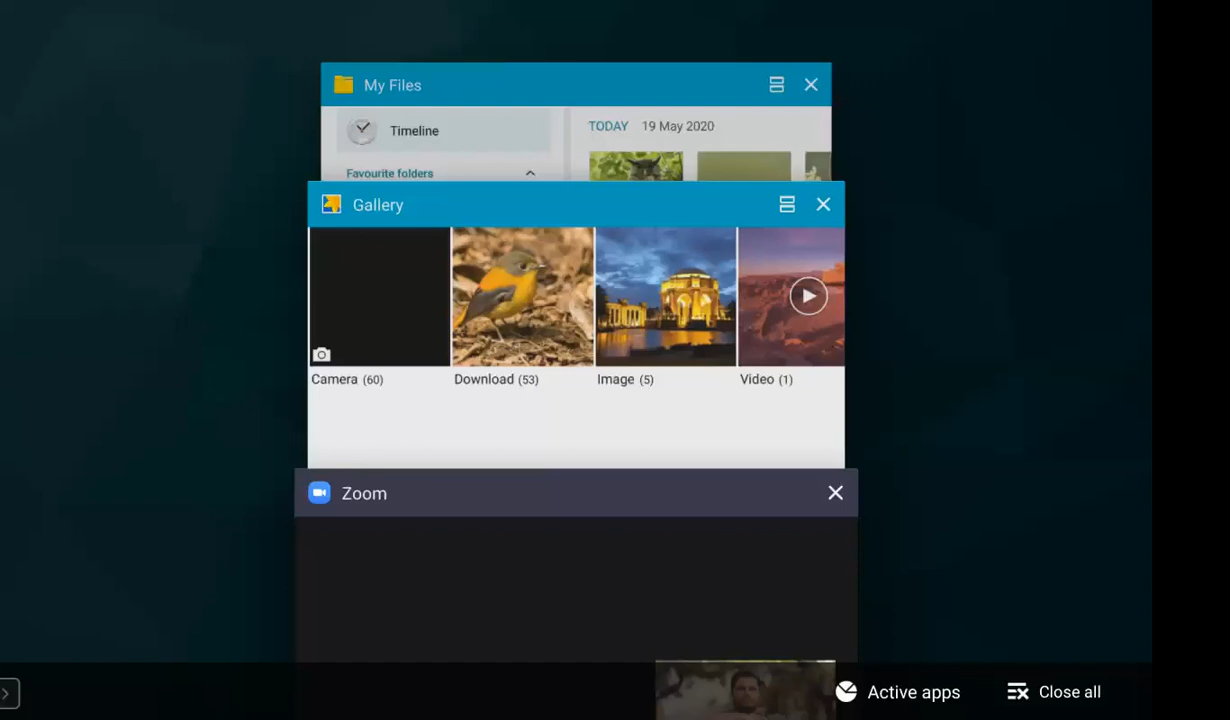 My Files
Timeline
TODAY 19 May 2020
Favourite folders
Gallery
Camera (60)
Download (53)
Image (5)
Video (1)
Zoom
Active apps
Close all